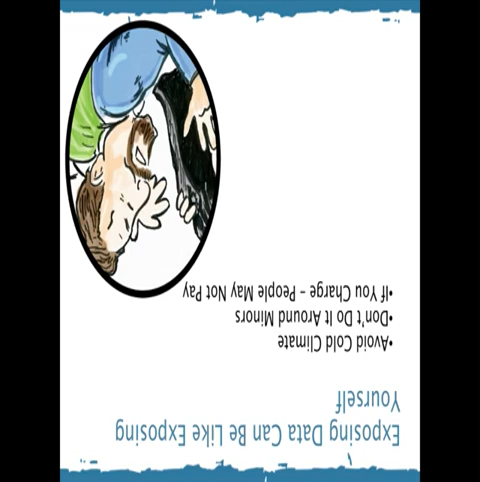 Exposing Data Can Be Like Exposing
Yourself
•Avoid Cold Climate
•Don't Do It Around Minors
•If You Charge – People May Not Pay